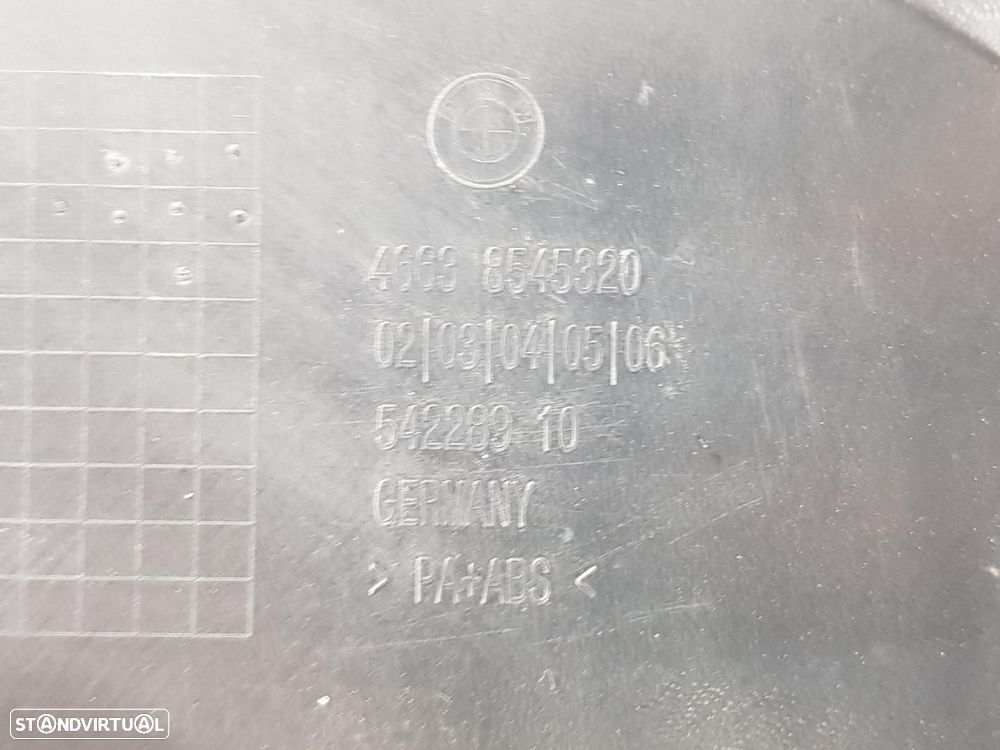 4663 8545320
02|03|04|05|06
542289 10
GERMANY
> PA+ABS <
STANDVIRTUAL